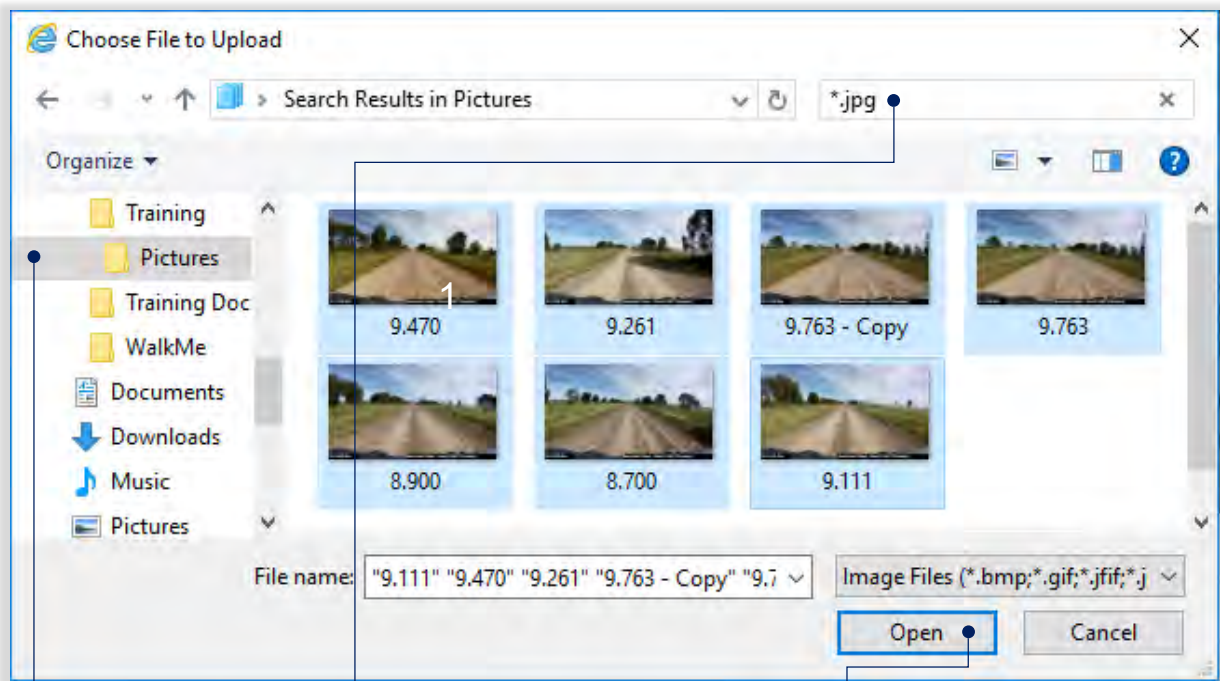 Choose File to Upload
Search Results in Pictures
*.jpg
Organize
Training
Pictures
Training Doc
WalkMe
Documents
Downloads
Music
Pictures
1
9.470
9.261
9.763 - Copy
9.763
8.900
8.700
9.111
File name: "9.111" "9.470" "9.261" "9.763 - Copy" "9.7
Image Files (*.bmp;*.gif;*.jfif;*.j
Open
Cancel